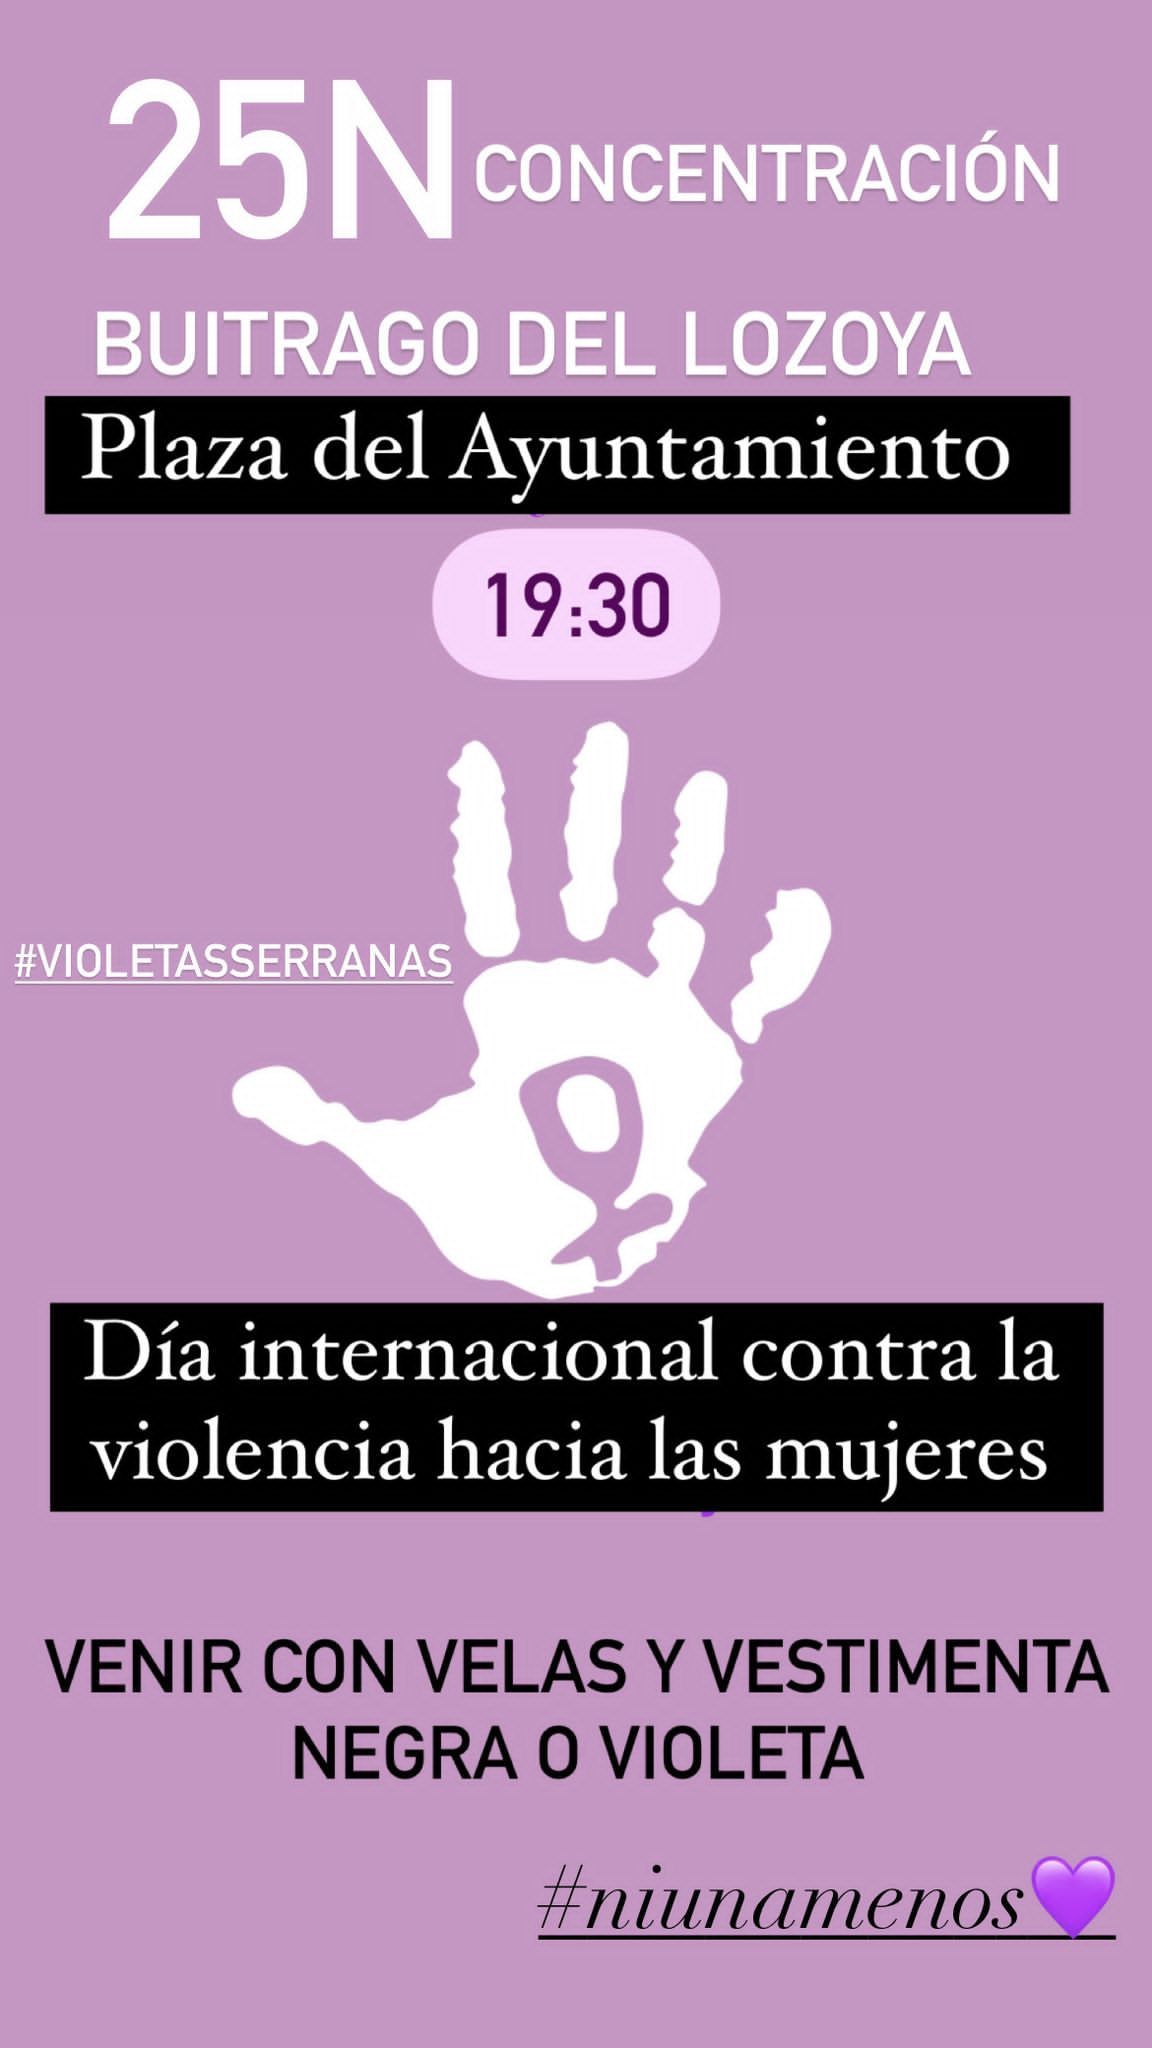 25N CONCENTRACIÓN
BUITRAGO DEL LOZOYA
Plaza del Ayuntamiento
19:30
#VIOLETASSERRANAS
Día internacional contra la
violencia hacia las mujeres
VENIR CON VELAS Y VESTIMENTA
NEGRA O VIOLETA
#niunamenos💜